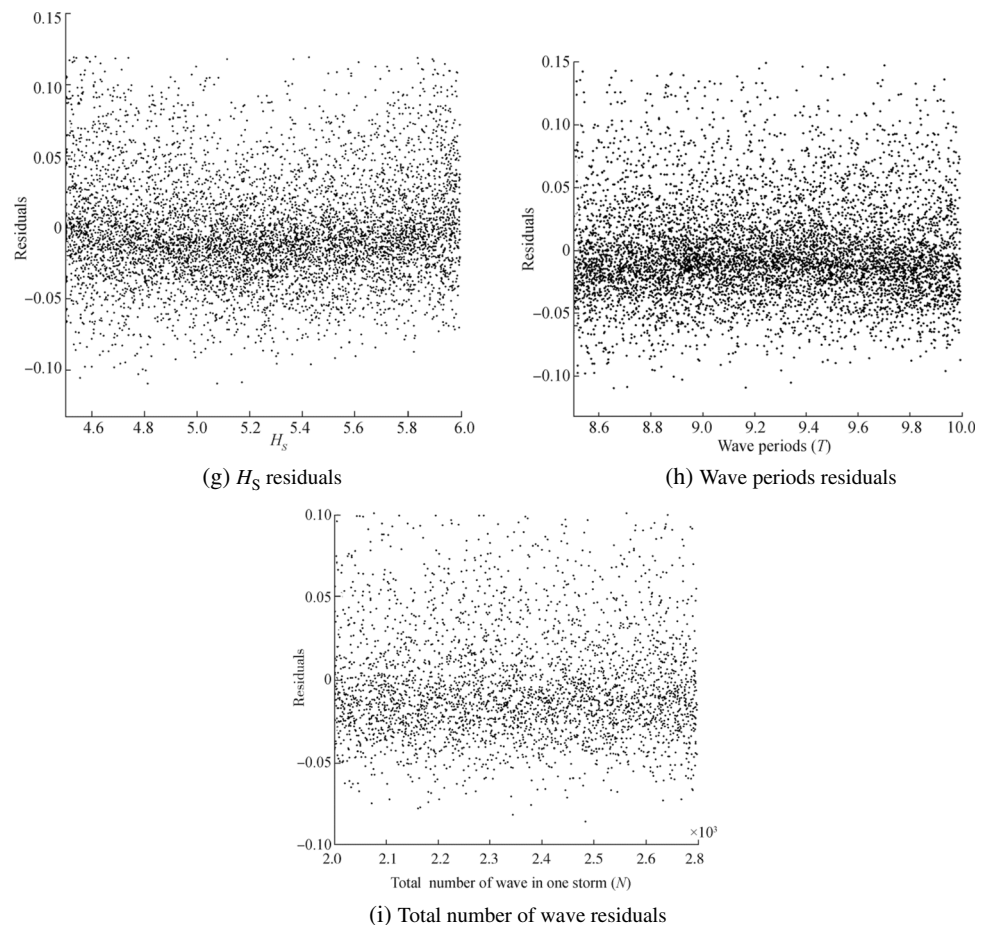 0.15
0.10
0.05
0
−0.05
−0.10
Residuals
4.6 4.8 5.0 5.2 5.4 5.6 5.8 6.0
H_S
(g) H_S residuals
0.15
0.10
0.05
0
−0.05
−0.10
Residuals
8.6 8.8 9.0 9.2 9.4 9.6 9.8 10.0
Wave periods (T)
(h) Wave periods residuals
0.10
0.05
0
−0.05
−0.10
Residuals
×10³
2.0 2.1 2.2 2.3 2.4 2.5 2.6 2.8
Total number of wave in one storm (N)
(i) Total number of wave residuals